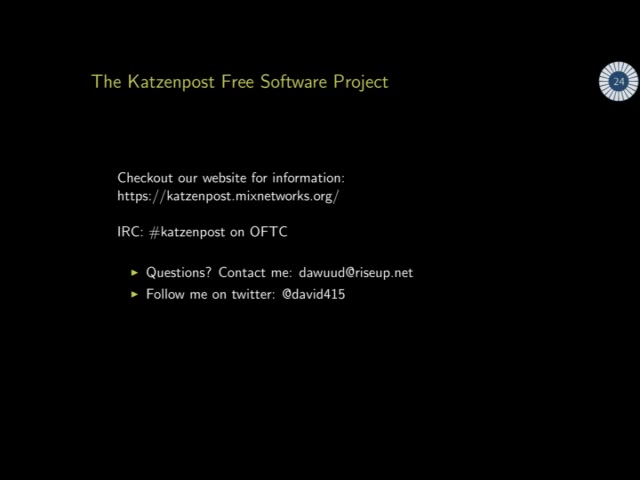 The Katzenpost Free Software Project
24
Checkout our website for information:
https://katzenpost.mixnetworks.org/
IRC: #katzenpost on OFTC
▶ Questions? Contact me: dawuud@riseup.net
▶ Follow me on twitter: @david415